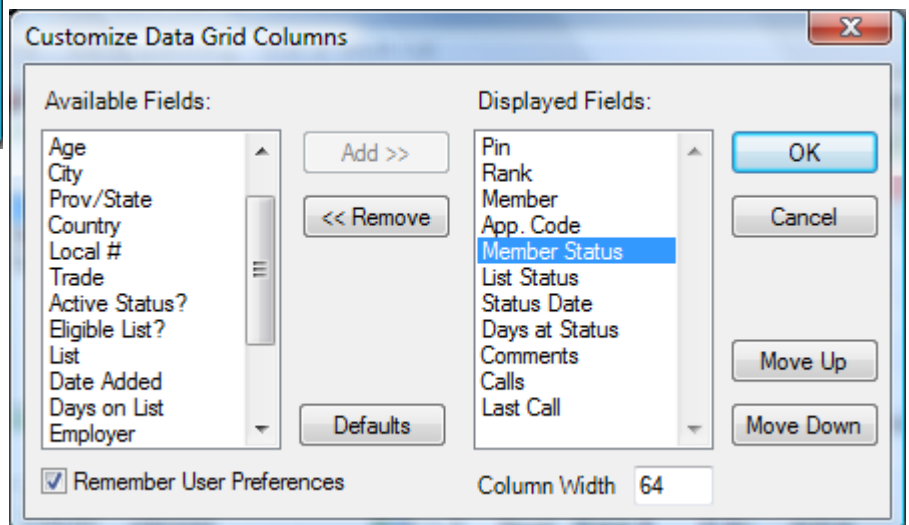 Customize Data Grid Columns
Available Fields:
Age
City
Prov/State
Country
Local #
Trade
Active Status?
Eligible List?
List
Date Added
Days on List
Employer
Add >>
<< Remove
Defaults
Displayed Fields:
Pin
Rank
Member
App. Code
Member Status
List Status
Status Date
Days at Status
Comments
Calls
Last Call
OK
Cancel
Move Up
Move Down
Remember User Preferences
Column Width 64